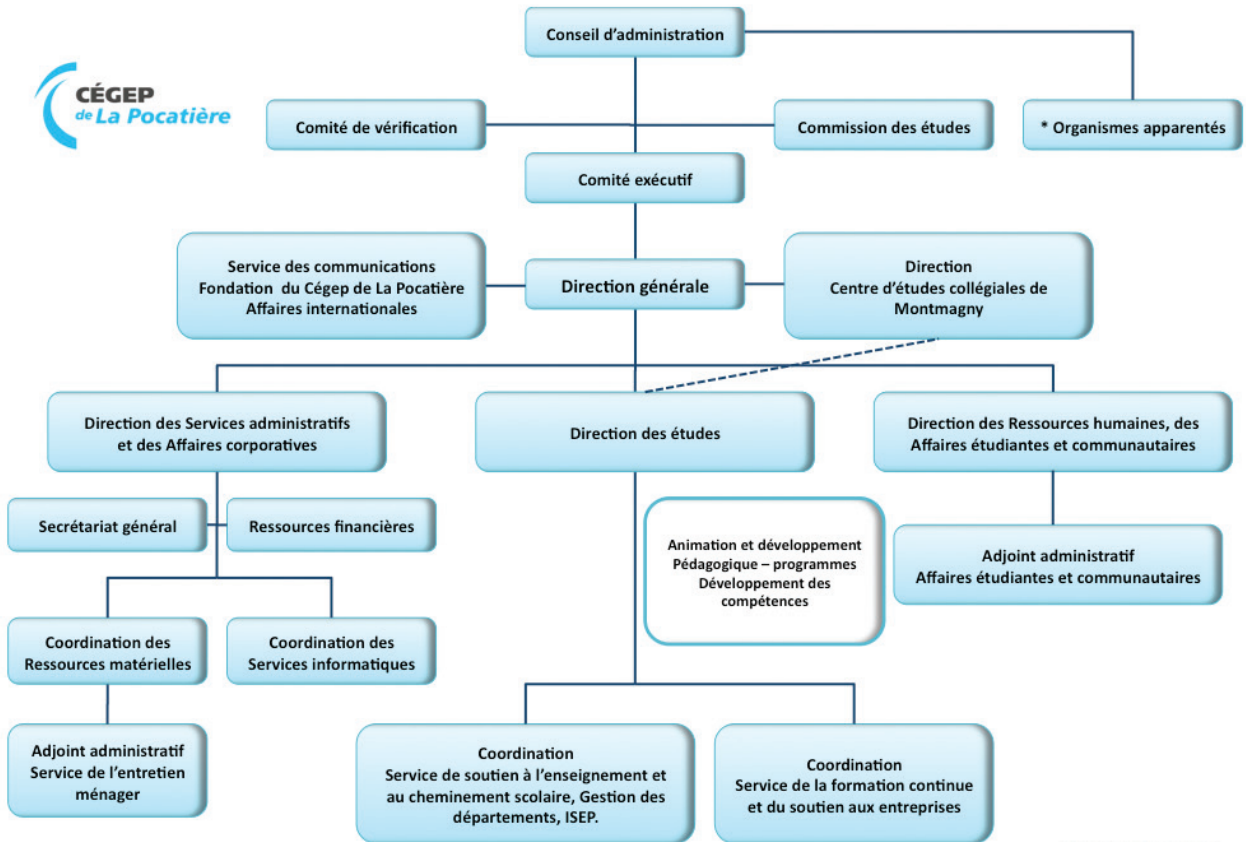 Conseil d'administration
CÉGEP
de La Pocatière
Comité de vérification
Commission des études
* Organismes apparentés
Comité exécutif
Service des communications
Fondation du Cégep de La Pocatière
Affaires internationales
Direction générale
Direction
Centre d'études collégiales de
Montmagny
Direction des Services administratifs
et des Affaires corporatives
Direction des études
Direction des Ressources humaines, des
Affaires étudiantes et communautaires
Secrétariat général
Ressources financières
Animation et développement
Pédagogique – programmes
Développement des
compétences
Adjoint administratif
Affaires étudiantes et communautaires
Coordination des
Ressources matérielles
Coordination des
Services informatiques
Adjoint administratif
Service de l'entretien
ménager
Coordination
Service de soutien à l'enseignement et
au cheminement scolaire, Gestion des
départements, ISEP.
Coordination
Service de la formation continue
et du soutien aux entreprises